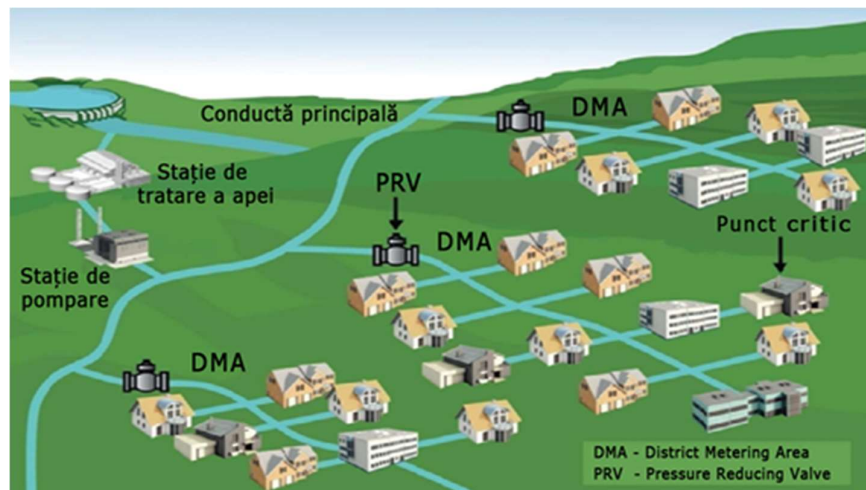 Conductă principală
DMA
Stație de
tratare a apei
PRV
DMA
Punct critic
Stație de
pompare
DMA
DMA - District Metering Area
PRV - Pressure Reducing Valve